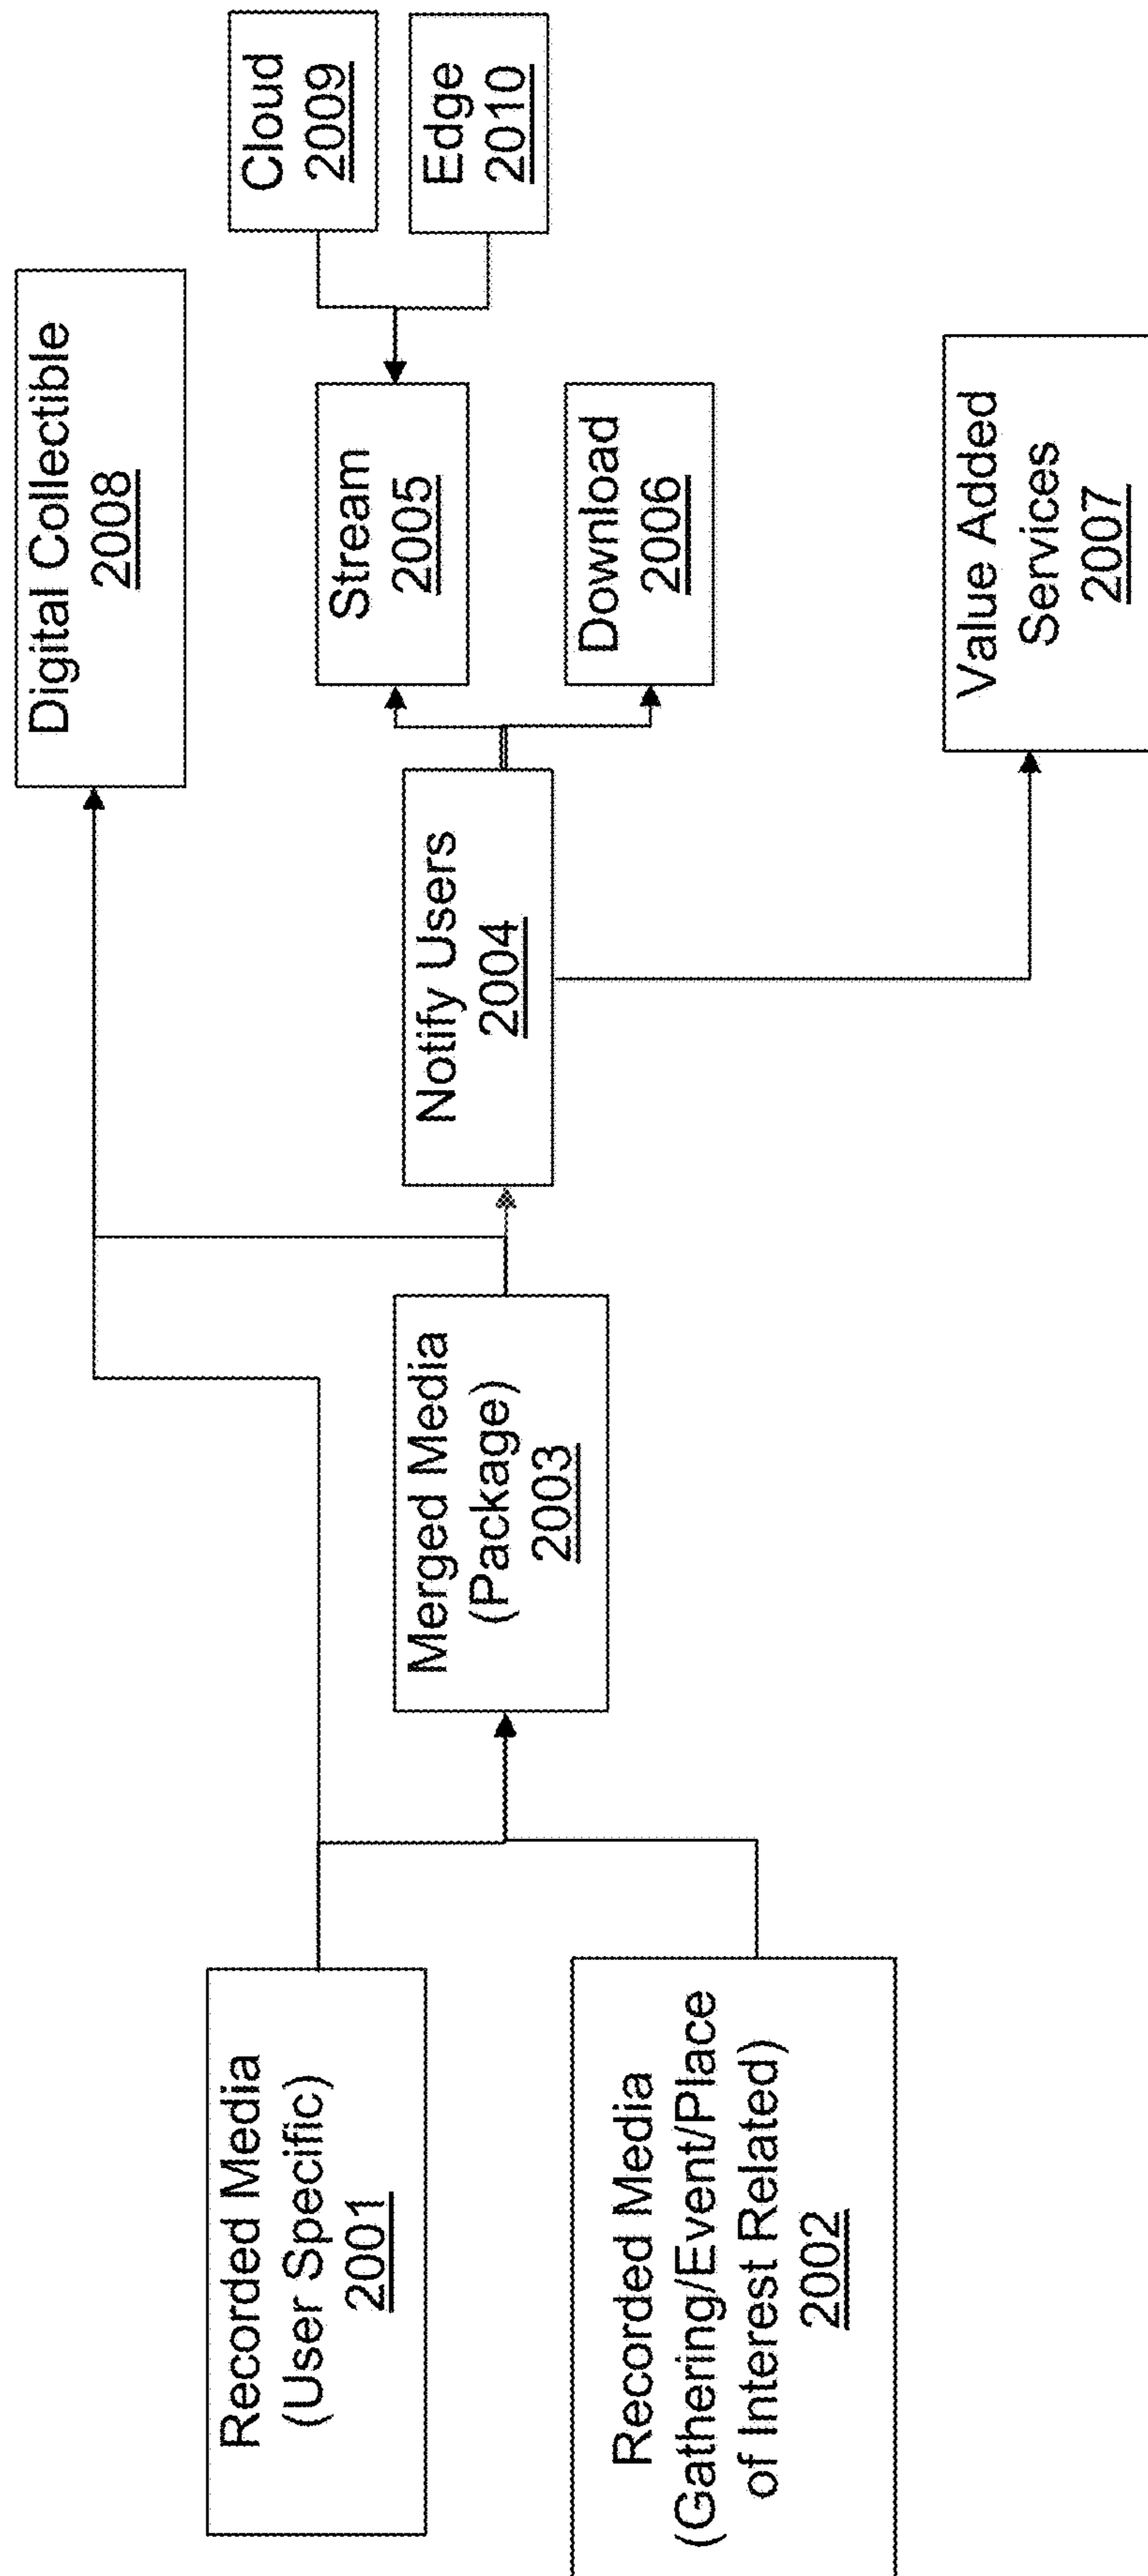 Recorded Media
(User Specific)
2001
Recorded Media
(Gathering/Event/Place
of Interest Related)
2002
Merged Media
(Package)
2003
Notify Users
2004
Digital Collectible
2008
Stream
2005
Download
2006
Value Added
Services
2007
Cloud
2009
Edge
2010